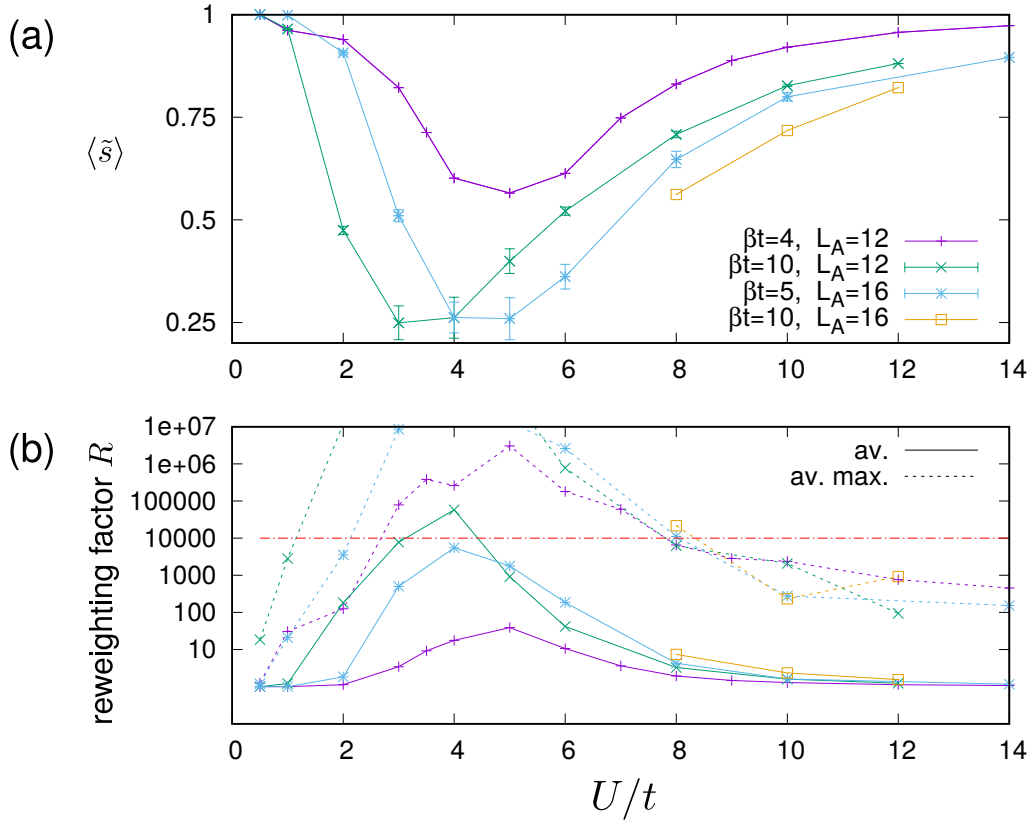 (a)
1
0.75
0.5
0.25
⟨s̃⟩
βt=4, L_A=12
βt=10, L_A=12
βt=5, L_A=16
βt=10, L_A=16
0 2 4 6 8 10 12 14
(b)
1e+07
1e+06
100000
10000
1000
100
10
reweighting factor R
av.
av. max.
0 2 4 6 8 10 12 14
U/t